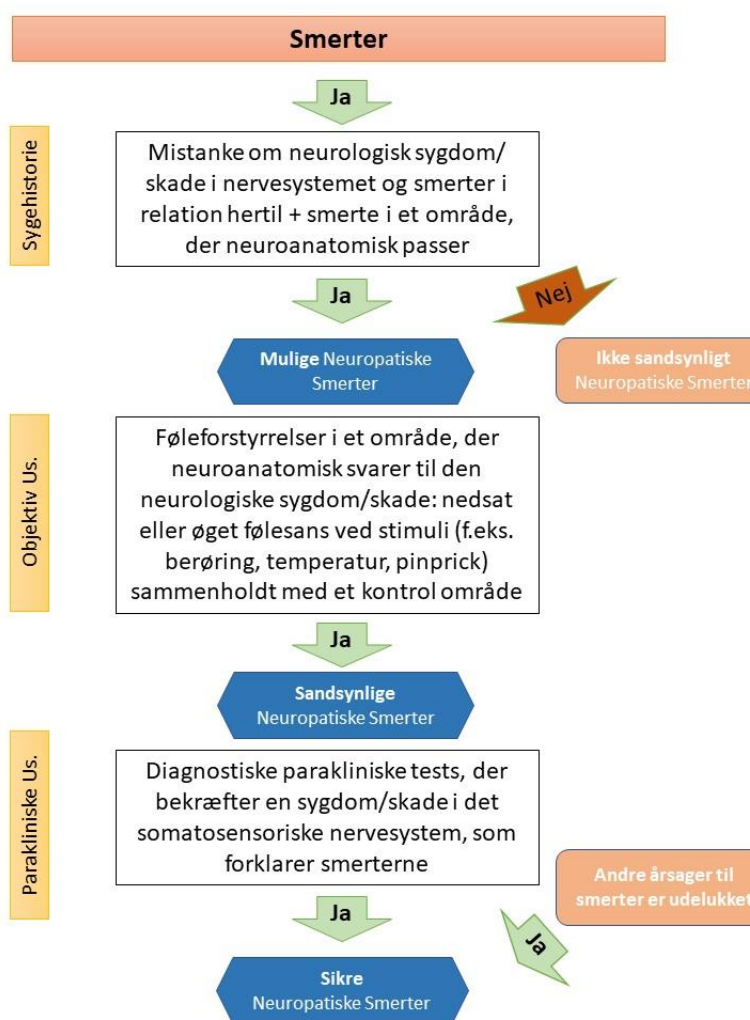 Smerter
Ja
Sygehistorie
Mistanke om neurologisk sygdom/
skade i nervesystemet og smerter i
relation hertil + smerte i et område,
der neuroanatomisk passer
Ja
Nej
Mulige Neuropatiske
Smerter
Ikke sandsynligt
Neuropatiske Smerter
Objektiv Us.
Føleforstyrrelser i et område, der
neuroanatomisk svarer til den
neurologiske sygdom/skade: nedsat
eller øget følesans ved stimuli (f.eks.
berøring, temperatur, pinprick)
sammenholdt med et kontrol område
Ja
Sandsynlige
Neuropatiske Smerter
Parakliniske Us.
Diagnostiske parakliniske tests, der
bekræfter en sygdom/skade i det
somatosensoriske nervesystem, som
forklarer smerterne
Andre årsager til
smerter er udelukket
Ja
Ja
Sikre
Neuropatiske Smerter